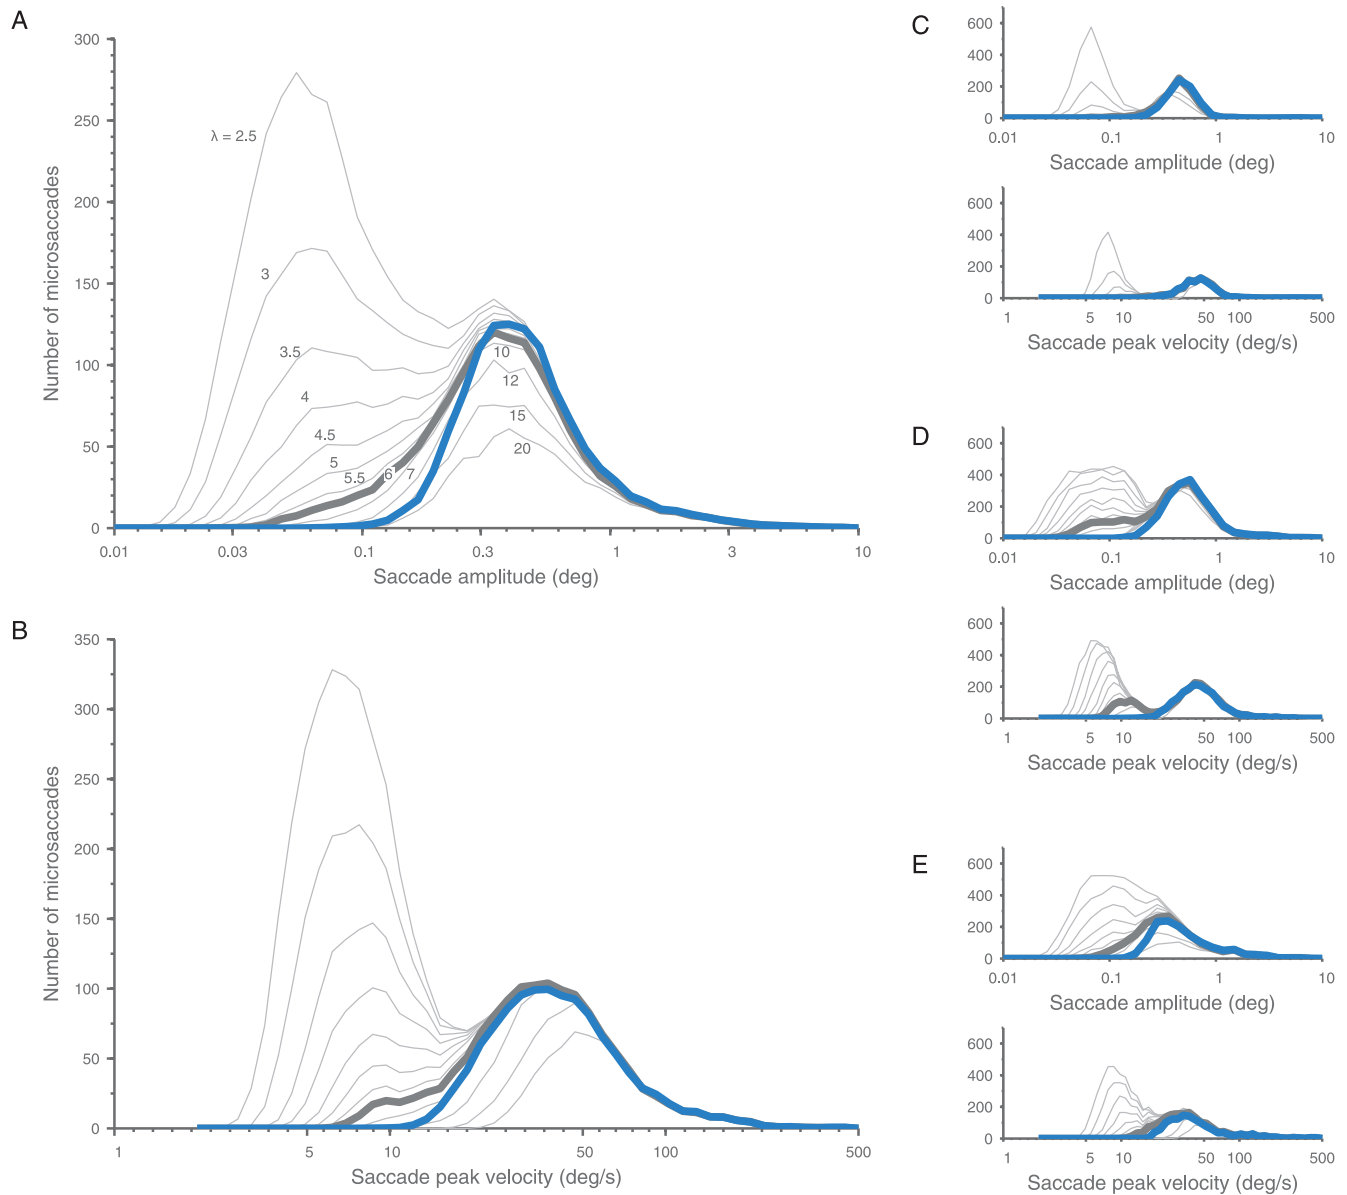 A
300
250
200
150
100
50
0
Number of microsaccades
λ = 2.5
3
3.5
4
4.5
5
5.5
6
7
10
12
15
20
0.01 0.03 0.1 0.3 1 3 10
Saccade amplitude (deg)
B
350
300
250
200
150
100
50
0
Number of microsaccades
1 5 10 50 100 500
Saccade peak velocity (deg/s)
C
600
400
200
0
0.01 0.1 1 10
Saccade amplitude (deg)
600
400
200
0
1 5 10 50 100 500
Saccade peak velocity (deg/s)
D
600
400
200
0
0.01 0.1 1 10
Saccade amplitude (deg)
600
400
200
0
1 5 10 50 100 500
Saccade peak velocity (deg/s)
E
600
400
200
0
0.01 0.1 1 10
Saccade amplitude (deg)
600
400
200
0
1 5 10 50 100 500
Saccade peak velocity (deg/s)